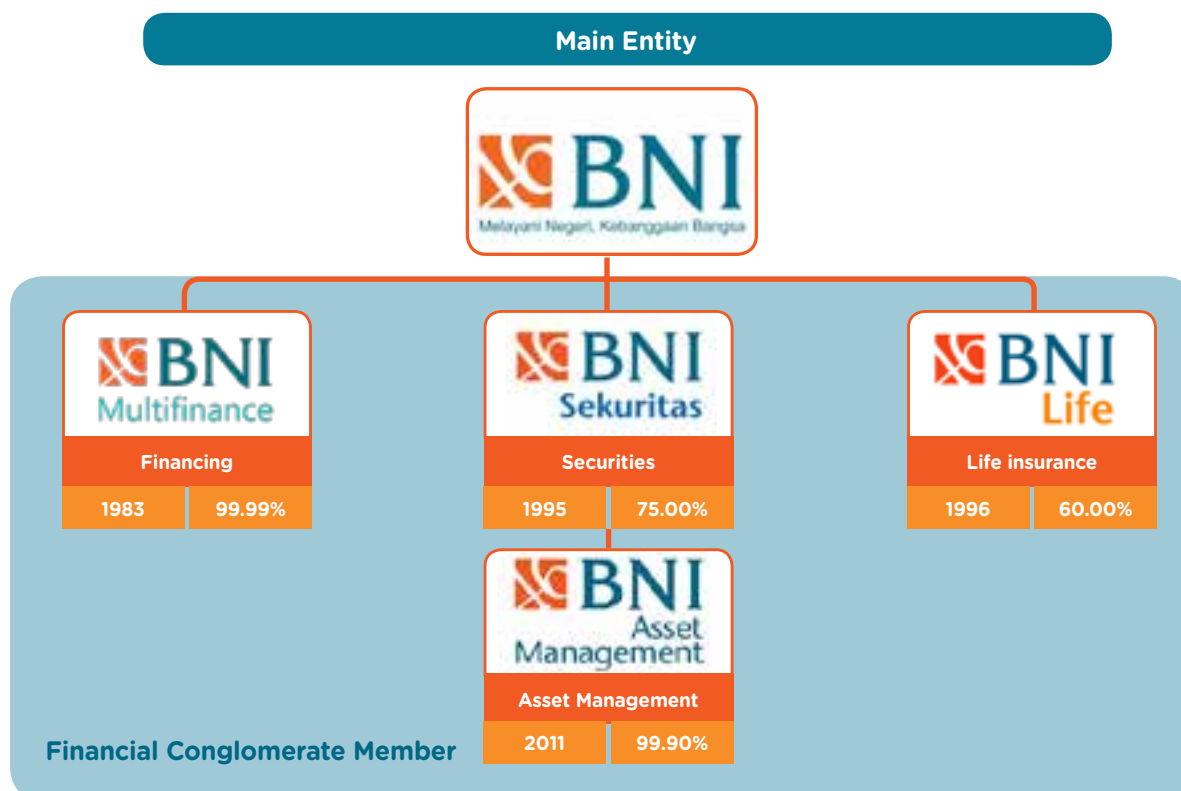 Main Entity
BNI
Melayani Negeri, Kebanggaan Bangsa
BNI
Multifinance
Financing
1983 99.99%
BNI
Sekuritas
Securities
1995 75.00%
BNI
Life
Life insurance
1996 60.00%
BNI
Asset
Management
Asset Management
2011 99.90%
Financial Conglomerate Member